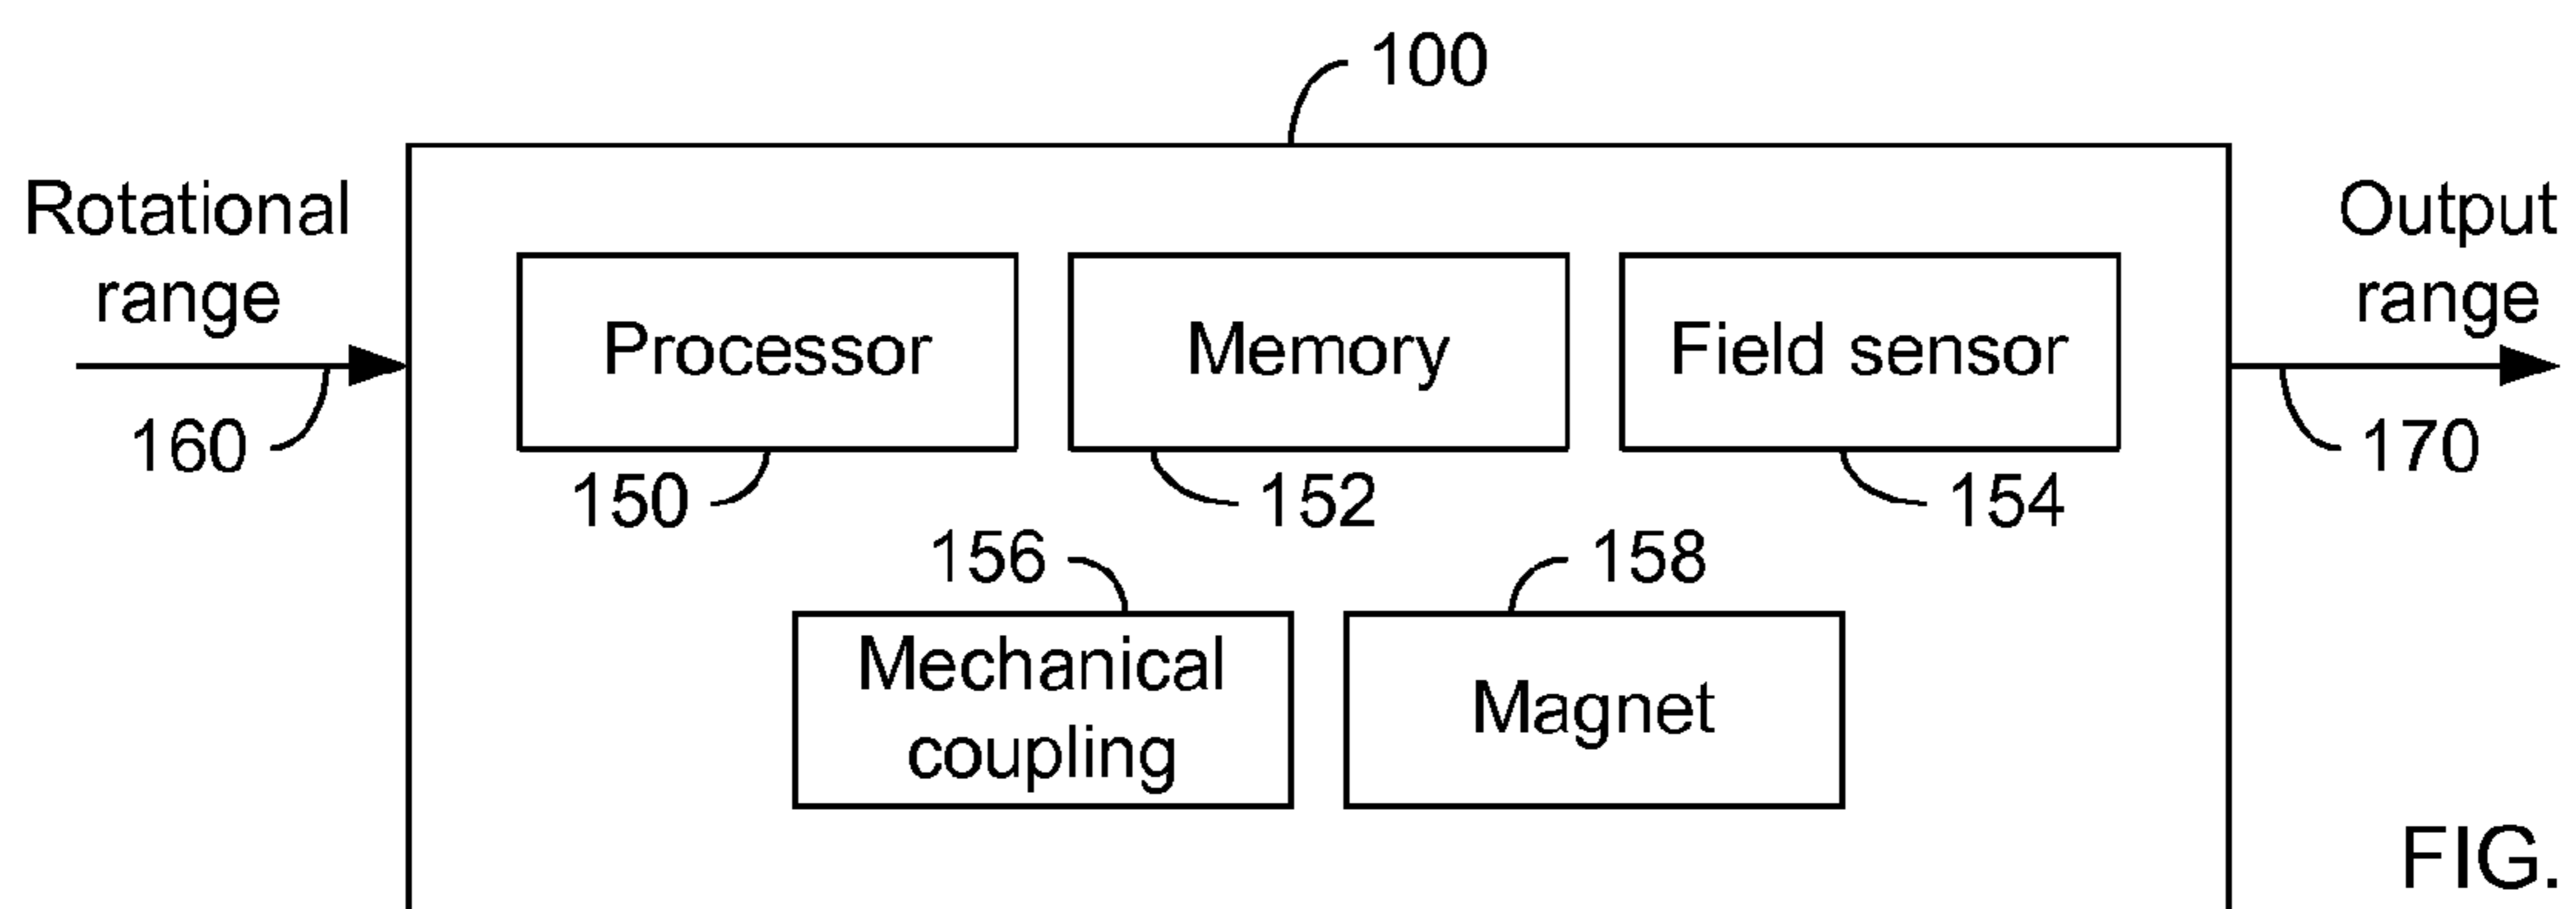 100
Rotational
range
Output
range
Processor
Memory
Field sensor
160
170
150
152
154
156
158
Mechanical
coupling
Magnet
FIG.